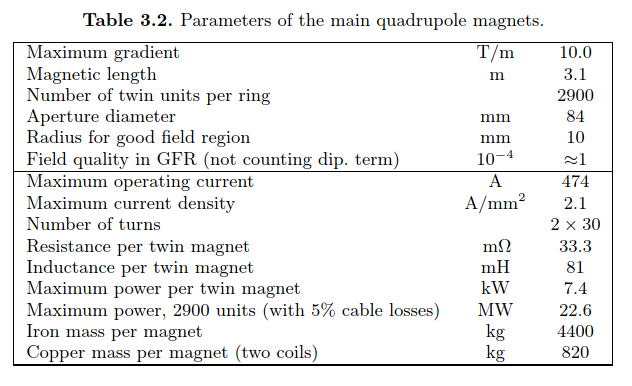 Table 3.2. Parameters of the main quadrupole magnets.
Maximum gradient T/m 10.0
Magnetic length m 3.1
Number of twin units per ring 2900
Aperture diameter mm 84
Radius for good field region mm 10
Field quality in GFR (not counting dip. term) 10⁻⁴ ≈1
Maximum operating current A 474
Maximum current density A/mm² 2.1
Number of turns 2 × 30
Resistance per twin magnet mΩ 33.3
Inductance per twin magnet mH 81
Maximum power per twin magnet kW 7.4
Maximum power, 2900 units (with 5% cable losses) MW 22.6
Iron mass per magnet kg 4400
Copper mass per magnet (two coils) kg 820